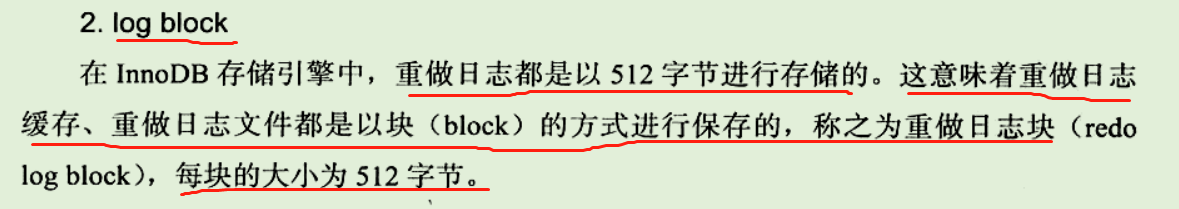 2. log block
在 InnoDB 存储引擎中，重做日志都是以 512 字节进行存储的。这意味着重做日志
缓存、重做日志文件都是以块（block）的方式进行保存的，称之为重做日志块（redo
log block），每块的大小为 512 字节。